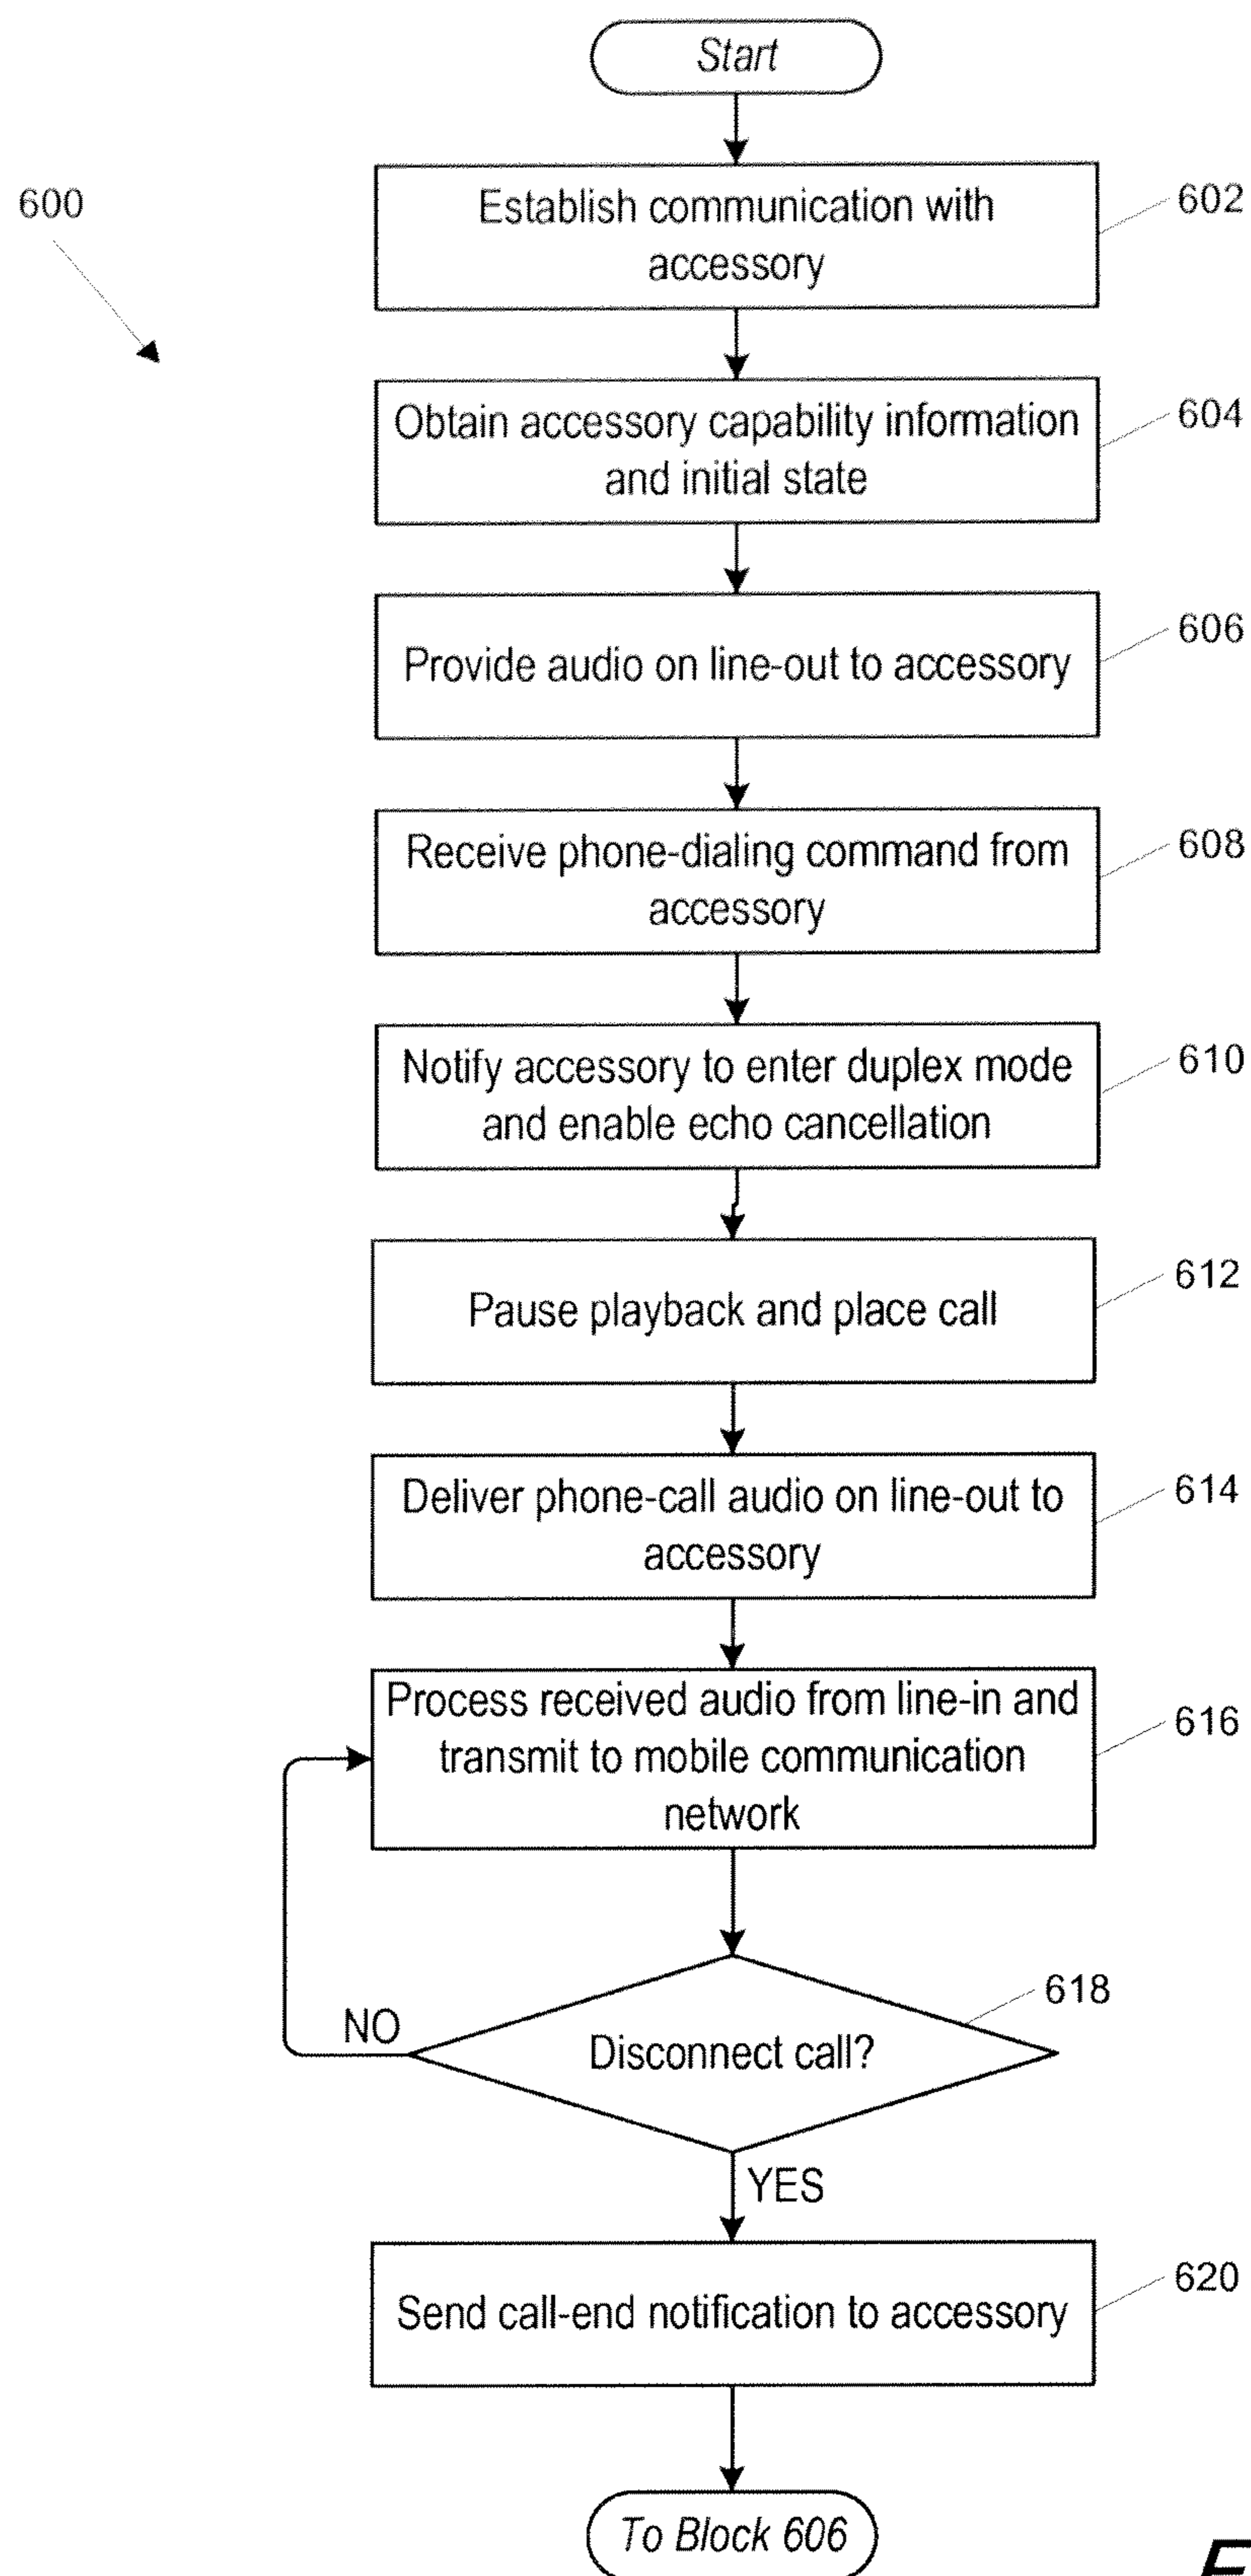 Start
600
Establish communication with
accessory
602
Obtain accessory capability information
and initial state
604
Provide audio on line-out to accessory
606
Receive phone-dialing command from
accessory
608
Notify accessory to enter duplex mode
and enable echo cancellation
610
Pause playback and place call
612
Deliver phone-call audio on line-out to
accessory
614
Process received audio from line-in and
transmit to mobile communication
network
616
Disconnect call?
618
NO
YES
Send call-end notification to accessory
620
To Block 606